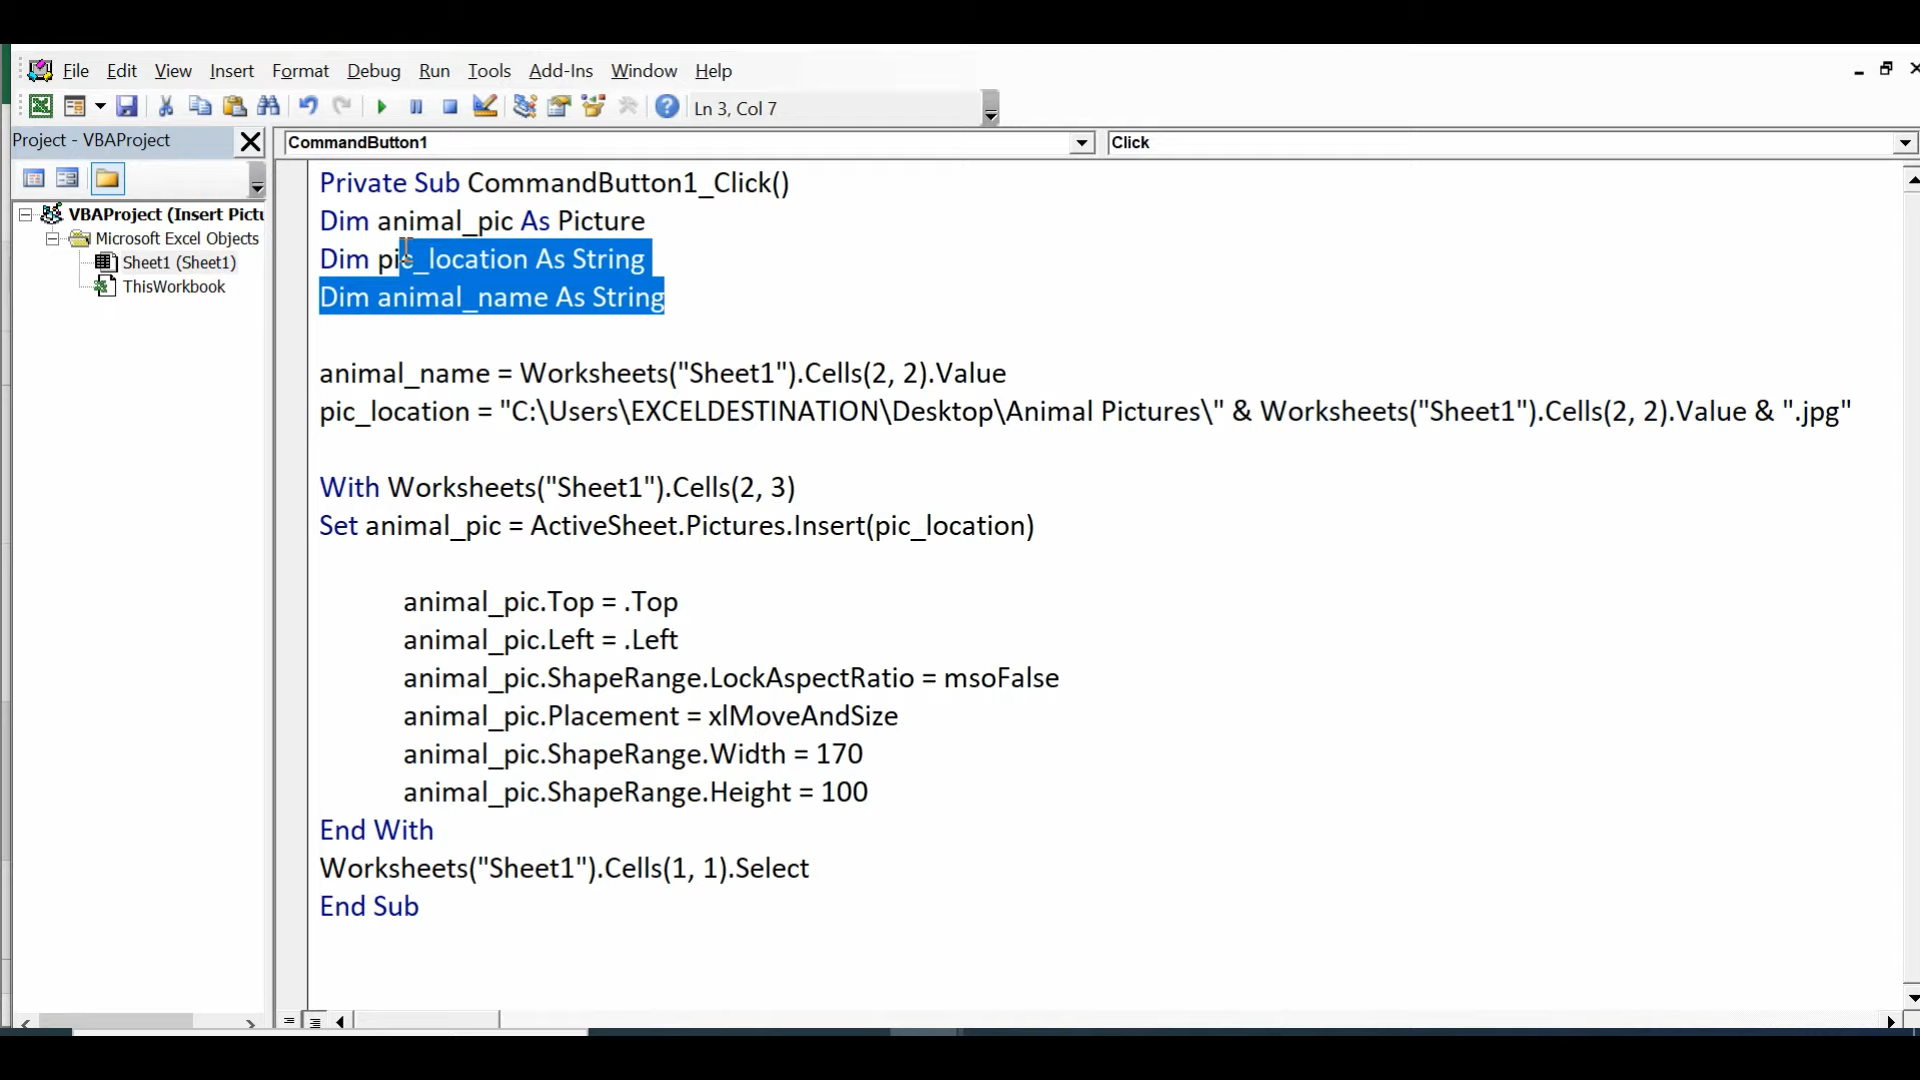 File Edit View Insert Format Debug Run Tools Add-Ins Window Help
Ln 3, Col 7
Project - VBAProject
CommandButton1
Click
VBAProject (Insert Pictu
Microsoft Excel Objects
Sheet1 (Sheet1)
ThisWorkbook
Private Sub CommandButton1_Click()
Dim animal_pic As Picture
Dim pic_location As String
Dim animal_name As String
animal_name = Worksheets("Sheet1").Cells(2, 2).Value
pic_location = "C:\Users\EXCELDESTINATION\Desktop\Animal Pictures\" & Worksheets("Sheet1").Cells(2, 2).Value & ".jpg"
With Worksheets("Sheet1").Cells(2, 3)
Set animal_pic = ActiveSheet.Pictures.Insert(pic_location)
animal_pic.Top = .Top
animal_pic.Left = .Left
animal_pic.ShapeRange.LockAspectRatio = msoFalse
animal_pic.Placement = xlMoveAndSize
animal_pic.ShapeRange.Width = 170
animal_pic.ShapeRange.Height = 100
End With
Worksheets("Sheet1").Cells(1, 1).Select
End Sub